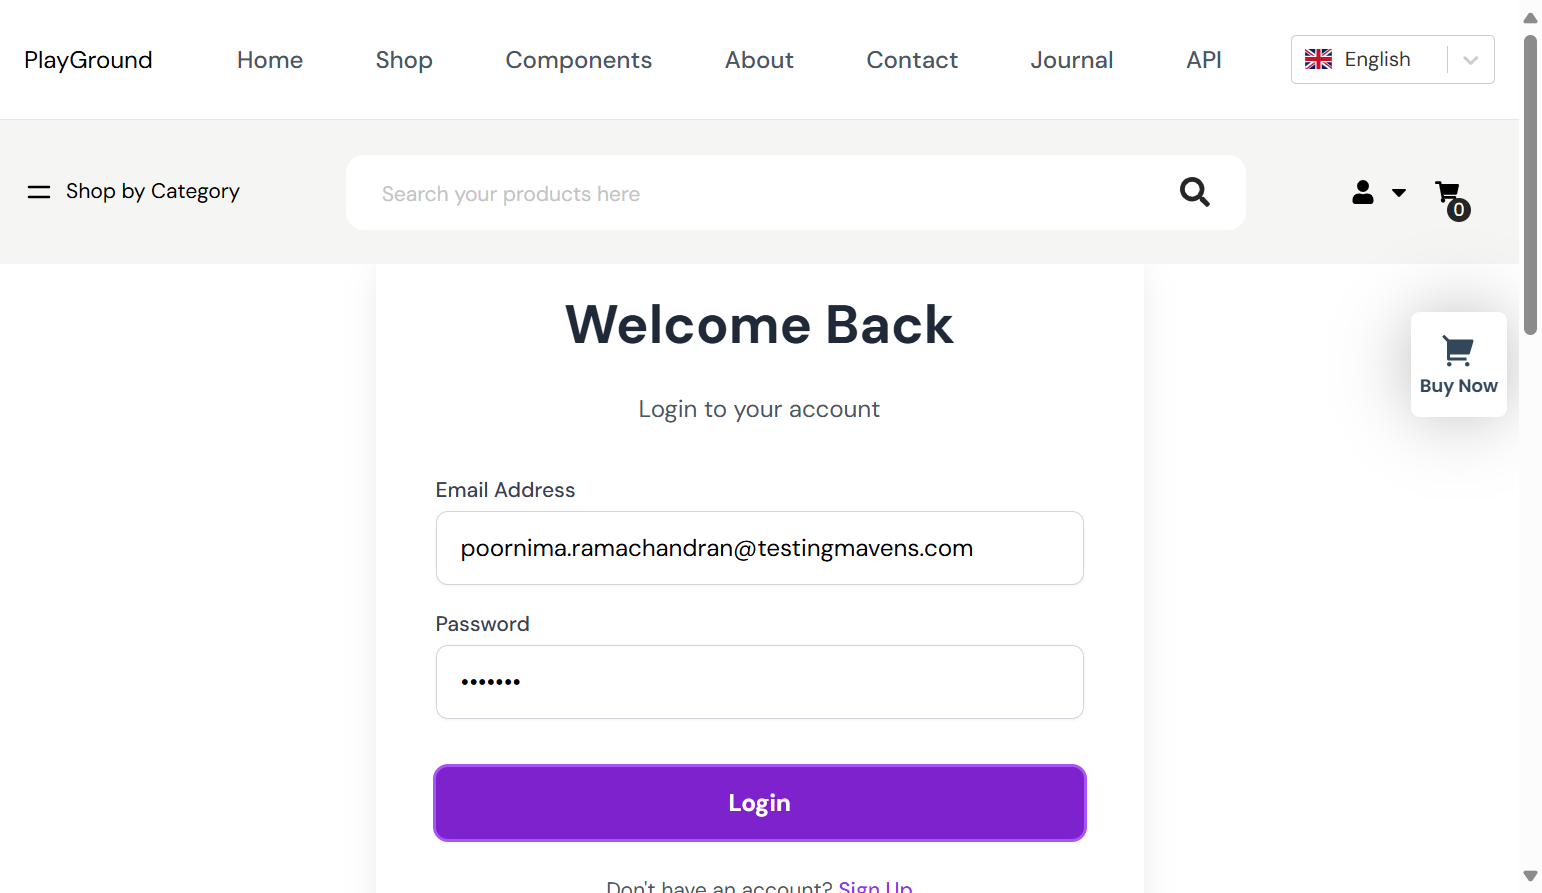 PlayGround Home Shop Components About Contact Journal API English
Shop by Category Search your products here 0
Welcome Back
Buy Now
Login to your account
Email Address
poornima.ramachandran@testingmavens.com
Password
•••••••
Login
Don't have an account? Sign Up